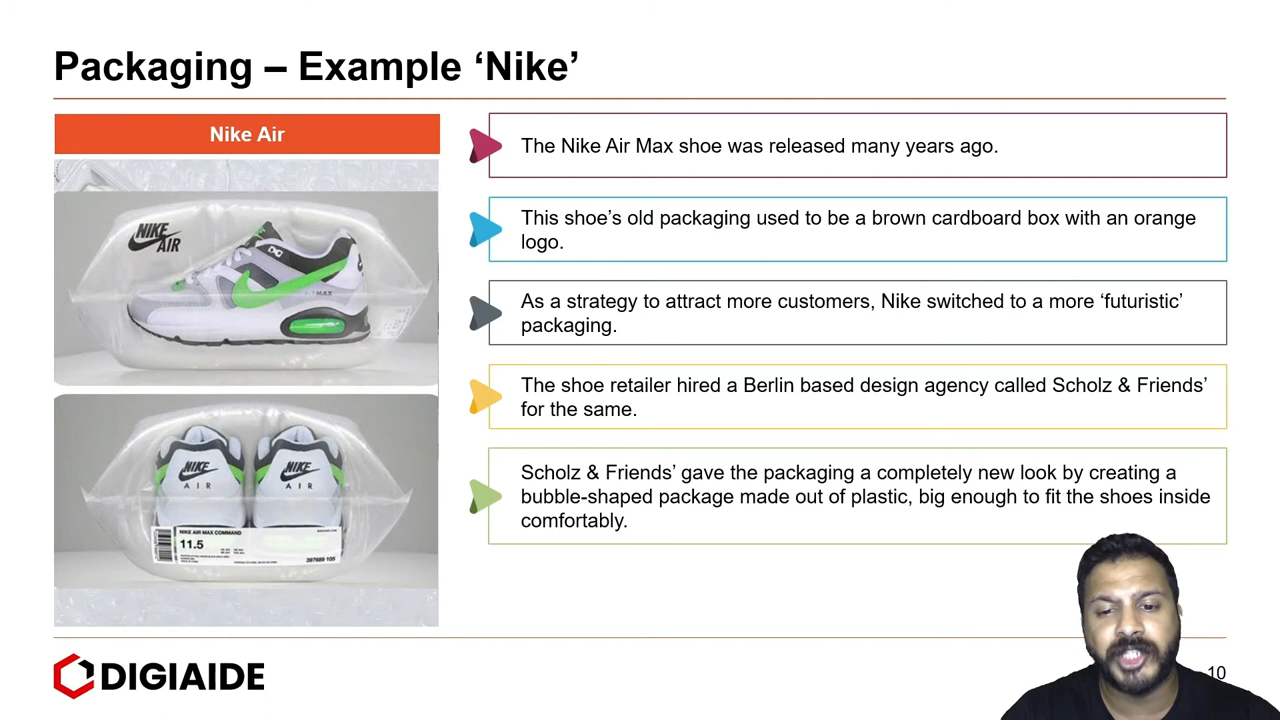 Packaging – Example ‘Nike’
Nike Air
NIKE
AIR
MAX
NIKE
AIR
NIKE
AIR
NIKE AIR MAX COMMAND
11.5
397689 105
The Nike Air Max shoe was released many years ago.
This shoe’s old packaging used to be a brown cardboard box with an orange
logo.
As a strategy to attract more customers, Nike switched to a more ‘futuristic’
packaging.
The shoe retailer hired a Berlin based design agency called Scholz & Friends’
for the same.
Scholz & Friends’ gave the packaging a completely new look by creating a
bubble-shaped package made out of plastic, big enough to fit the shoes inside
comfortably.
DIGIAIDE
10